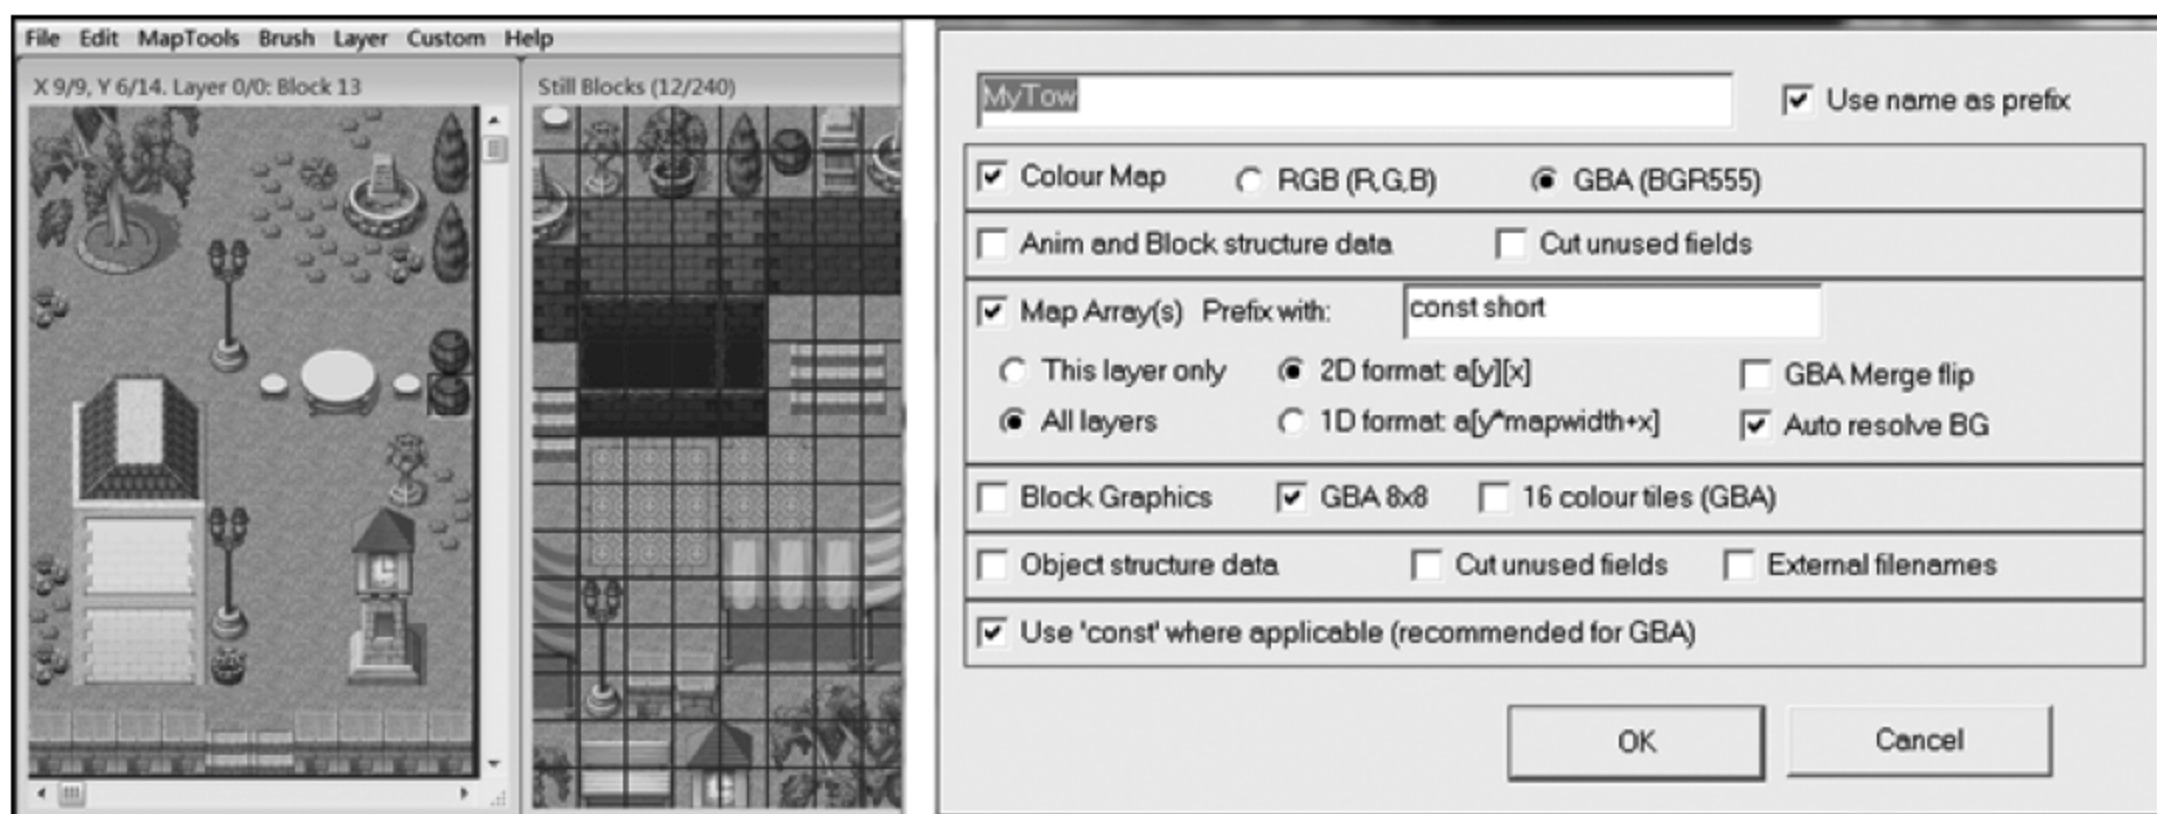 File Edit MapTools Brush Layer Custom Help
X 9/9, Y 6/14. Layer 0/0: Block 13
Still Blocks (12/240)
MyTow
Use name as prefix
Colour Map RGB (R,G,B) GBA (BGR555)
Anim and Block structure data Cut unused fields
Map Array(s) Prefix with: const short
This layer only 2D format: a[y][x] GBA Merge flip
All layers 1D format: a[y*mapwidth+x] Auto resolve BG
Block Graphics GBA 8x8 16 colour tiles (GBA)
Object structure data Cut unused fields External filenames
Use 'const' where applicable (recommended for GBA)
OK Cancel